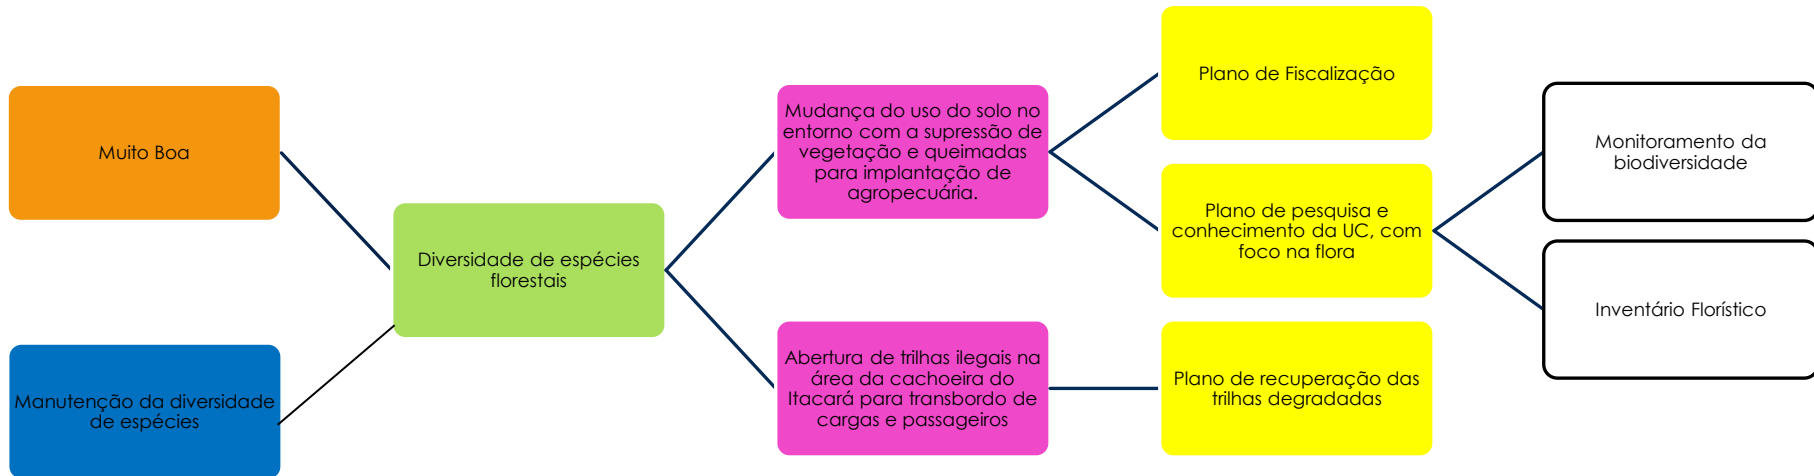 Muito Boa
Manutenção da diversidade
de espécies
Diversidade de espécies
florestais
Mudança do uso do solo no
entorno com a supressão de
vegetação e queimadas
para implantação de
agropecuária.
Abertura de trilhas ilegais na
área da cachoeira do
Itacará para transbordo de
cargas e passageiros
Plano de Fiscalização
Plano de pesquisa e
conhecimento da UC, com
foco na flora
Plano de recuperação das
trilhas degradadas
Monitoramento da
biodiversidade
Inventário Florístico